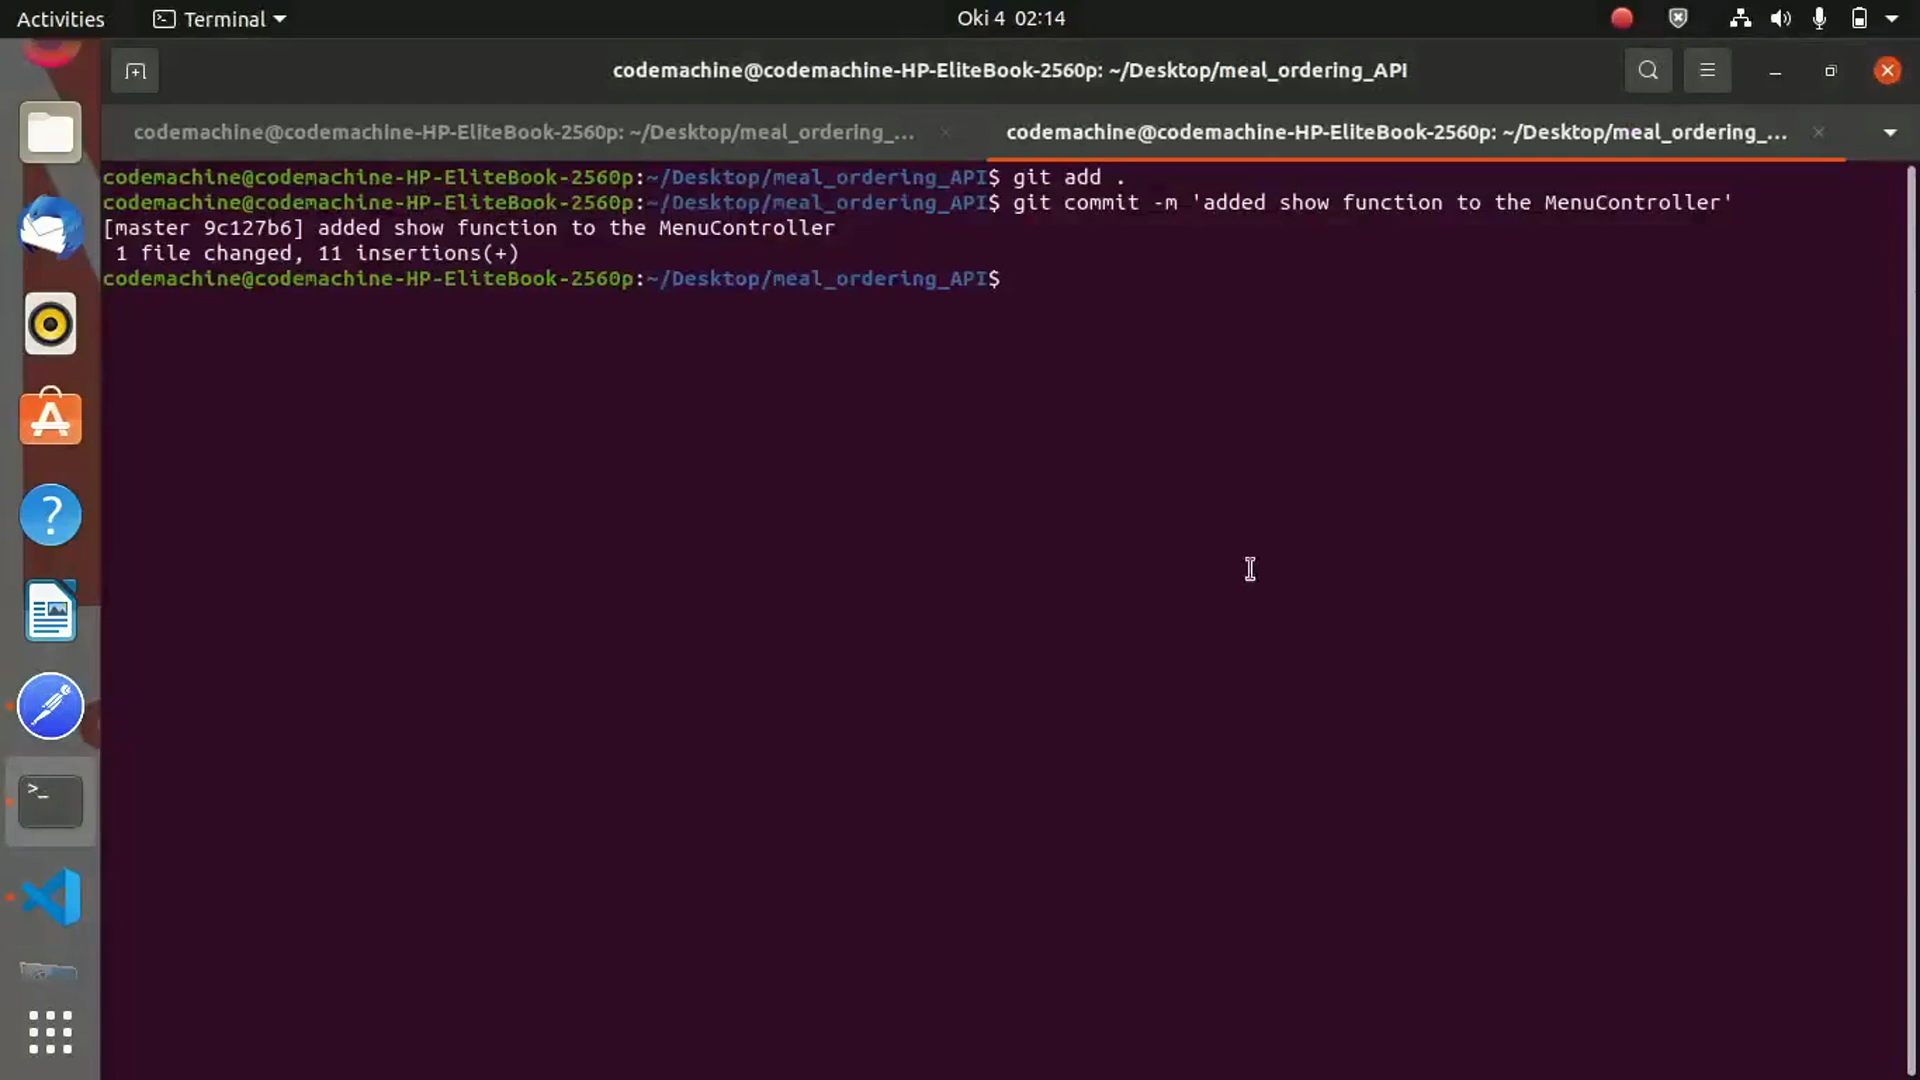 Activities
Terminal
Oki 4 02:14
codemachine@codemachine-HP-EliteBook-2560p: ~/Desktop/meal_ordering_API
codemachine@codemachine-HP-EliteBook-2560p: ~/Desktop/meal_ordering_...
codemachine@codemachine-HP-EliteBook-2560p: ~/Desktop/meal_ordering_...
codemachine@codemachine-HP-EliteBook-2560p:~/Desktop/meal_ordering_API$ git add .
codemachine@codemachine-HP-EliteBook-2560p:~/Desktop/meal_ordering_API$ git commit -m 'added show function to the MenuController'
[master 9c127b6] added show function to the MenuController
1 file changed, 11 insertions(+)
codemachine@codemachine-HP-EliteBook-2560p:~/Desktop/meal_ordering_API$